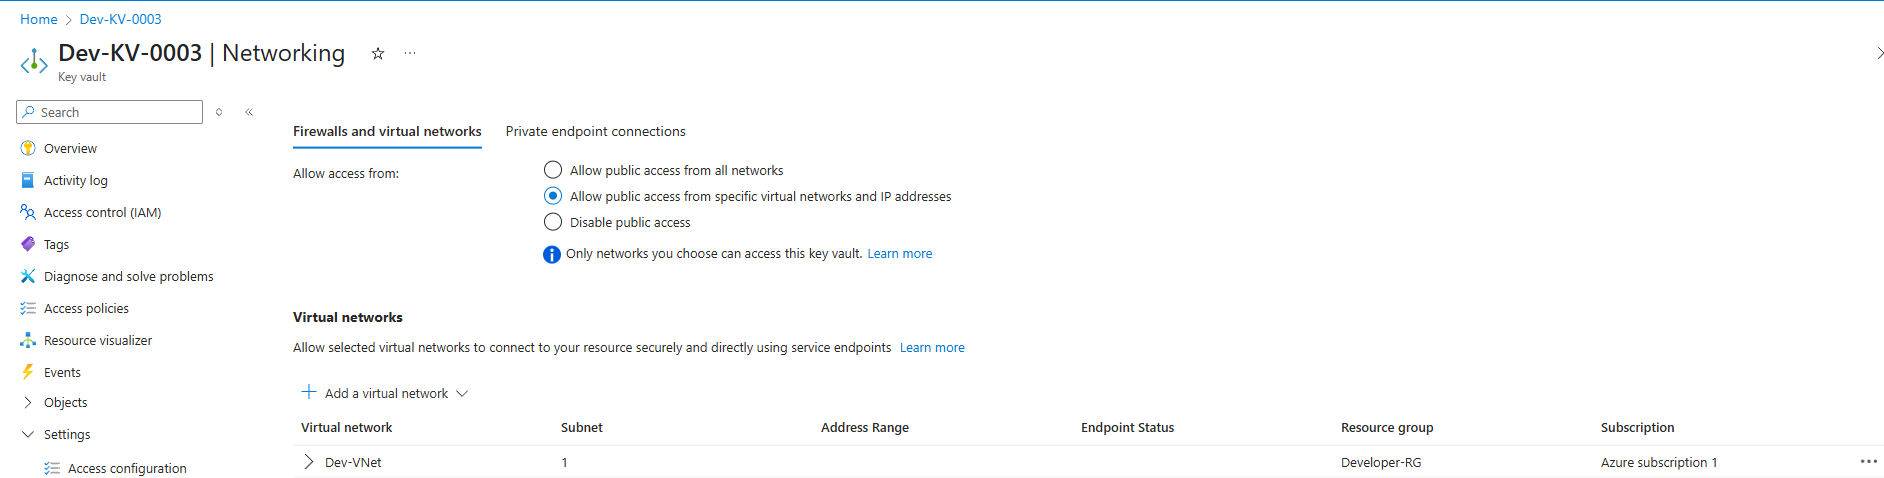 Home > Dev-KV-0003
Dev-KV-0003 | Networking
Key vault
Search
Overview
Activity log
Access control (IAM)
Tags
Diagnose and solve problems
Access policies
Resource visualizer
Events
Objects
Settings
Access configuration
Firewalls and virtual networks Private endpoint connections
Allow access from:
Allow public access from all networks
Allow public access from specific virtual networks and IP addresses
Disable public access
Only networks you choose can access this key vault. Learn more
Virtual networks
Allow selected virtual networks to connect to your resource securely and directly using service endpoints Learn more
Add a virtual network
Virtual network Subnet Address Range Endpoint Status Resource group Subscription
Dev-VNet 1 Developer-RG Azure subscription 1